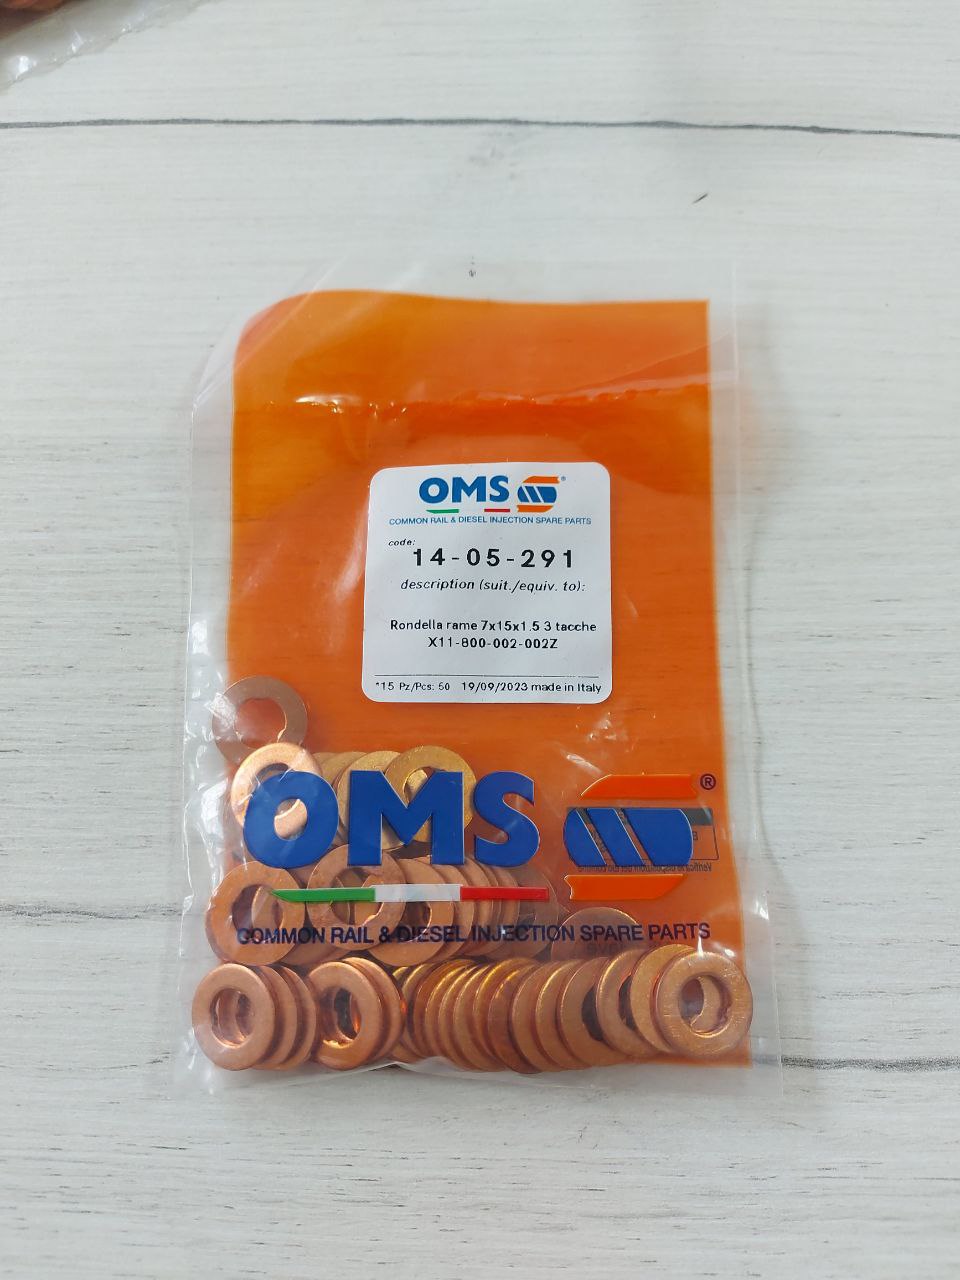 OMS®
COMMON RAIL & DIESEL INJECTION SPARE PARTS
code:
14-05-291
description (suit./equiv. to):
Rondella rame 7x15x1.5 3 tacche
X11-800-002-002Z
*15 Pz/Pcs: 50 19/09/2023 made in Italy
OMS®
COMMON RAIL & DIESEL INJECTION SPARE PARTS